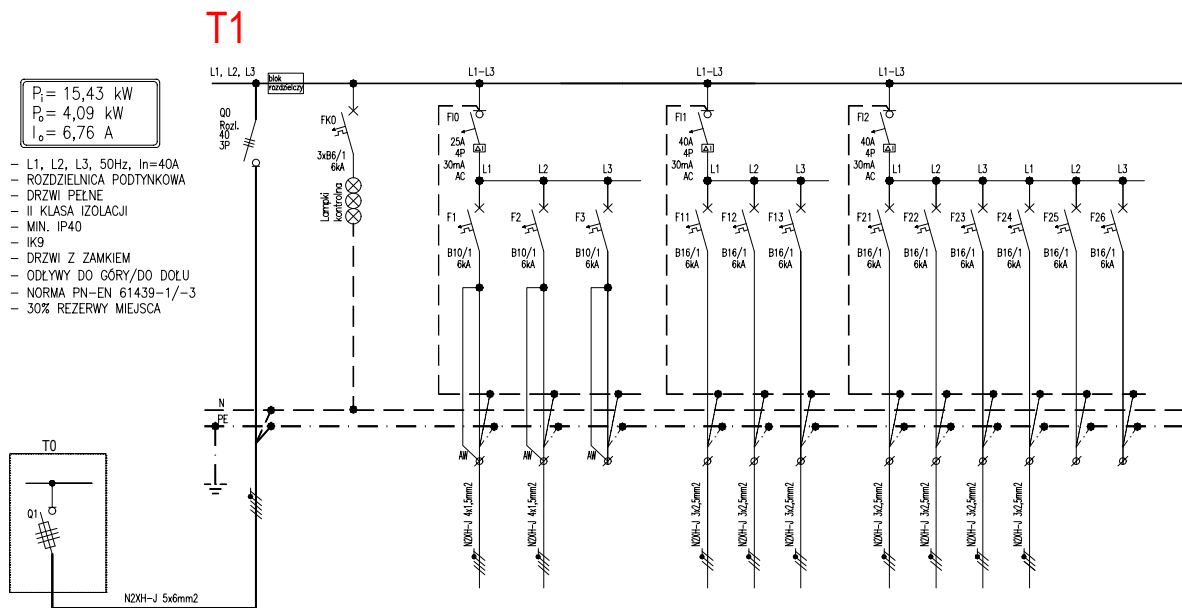 T1
L1, L2, L3
blok
rozdzielczy
L1-L3
L1-L3
L1-L3
Pi= 15,43 kW
Po= 4,09 kW
Io= 6,76 A
- L1, L2, L3, 50Hz, In=40A
- ROZDZIELNICA PODTYNKOWA
- DRZWI PEŁNE
- II KLASA IZOLACJI
- MIN. IP40
- IK9
- DRZWI Z ZAMKIEM
- ODŁYWY DO GÓRY/DO DOŁU
- NORMA PN-EN 61439-1/-3
- 30% REZERWY MIEJSCA
Q0
Rozl.
40
3P
FK0
3xB6/1
6kA
Lampki
kontrolna
FI0
25A
4P
30mA
AC
ΔI
L1
L2
L3
F1
B10/1
6kA
F2
B10/1
6kA
F3
B10/1
6kA
FI1
40A
4P
30mA
AC
ΔI
L1
L2
L3
F11
B16/1
6kA
F12
B16/1
6kA
F13
B16/1
6kA
FI2
40A
4P
30mA
AC
ΔI
L1
L2
L3
L1
L2
L3
F21
B16/1
6kA
F22
B16/1
6kA
F23
B16/1
6kA
F24
B16/1
6kA
F25
B16/1
6kA
F26
B16/1
6kA
N
PE
AW
AW
AW
N2XH-J 4x1,5mm2
N2XH-J 4x1,5mm2
N2XH-J 3x2,5mm2
N2XH-J 3x2,5mm2
N2XH-J 3x2,5mm2
N2XH-J 3x2,5mm2
N2XH-J 3x2,5mm2
N2XH-J 3x2,5mm2
N2XH-J 3x2,5mm2
T0
Q1
N2XH-J 5x6mm2